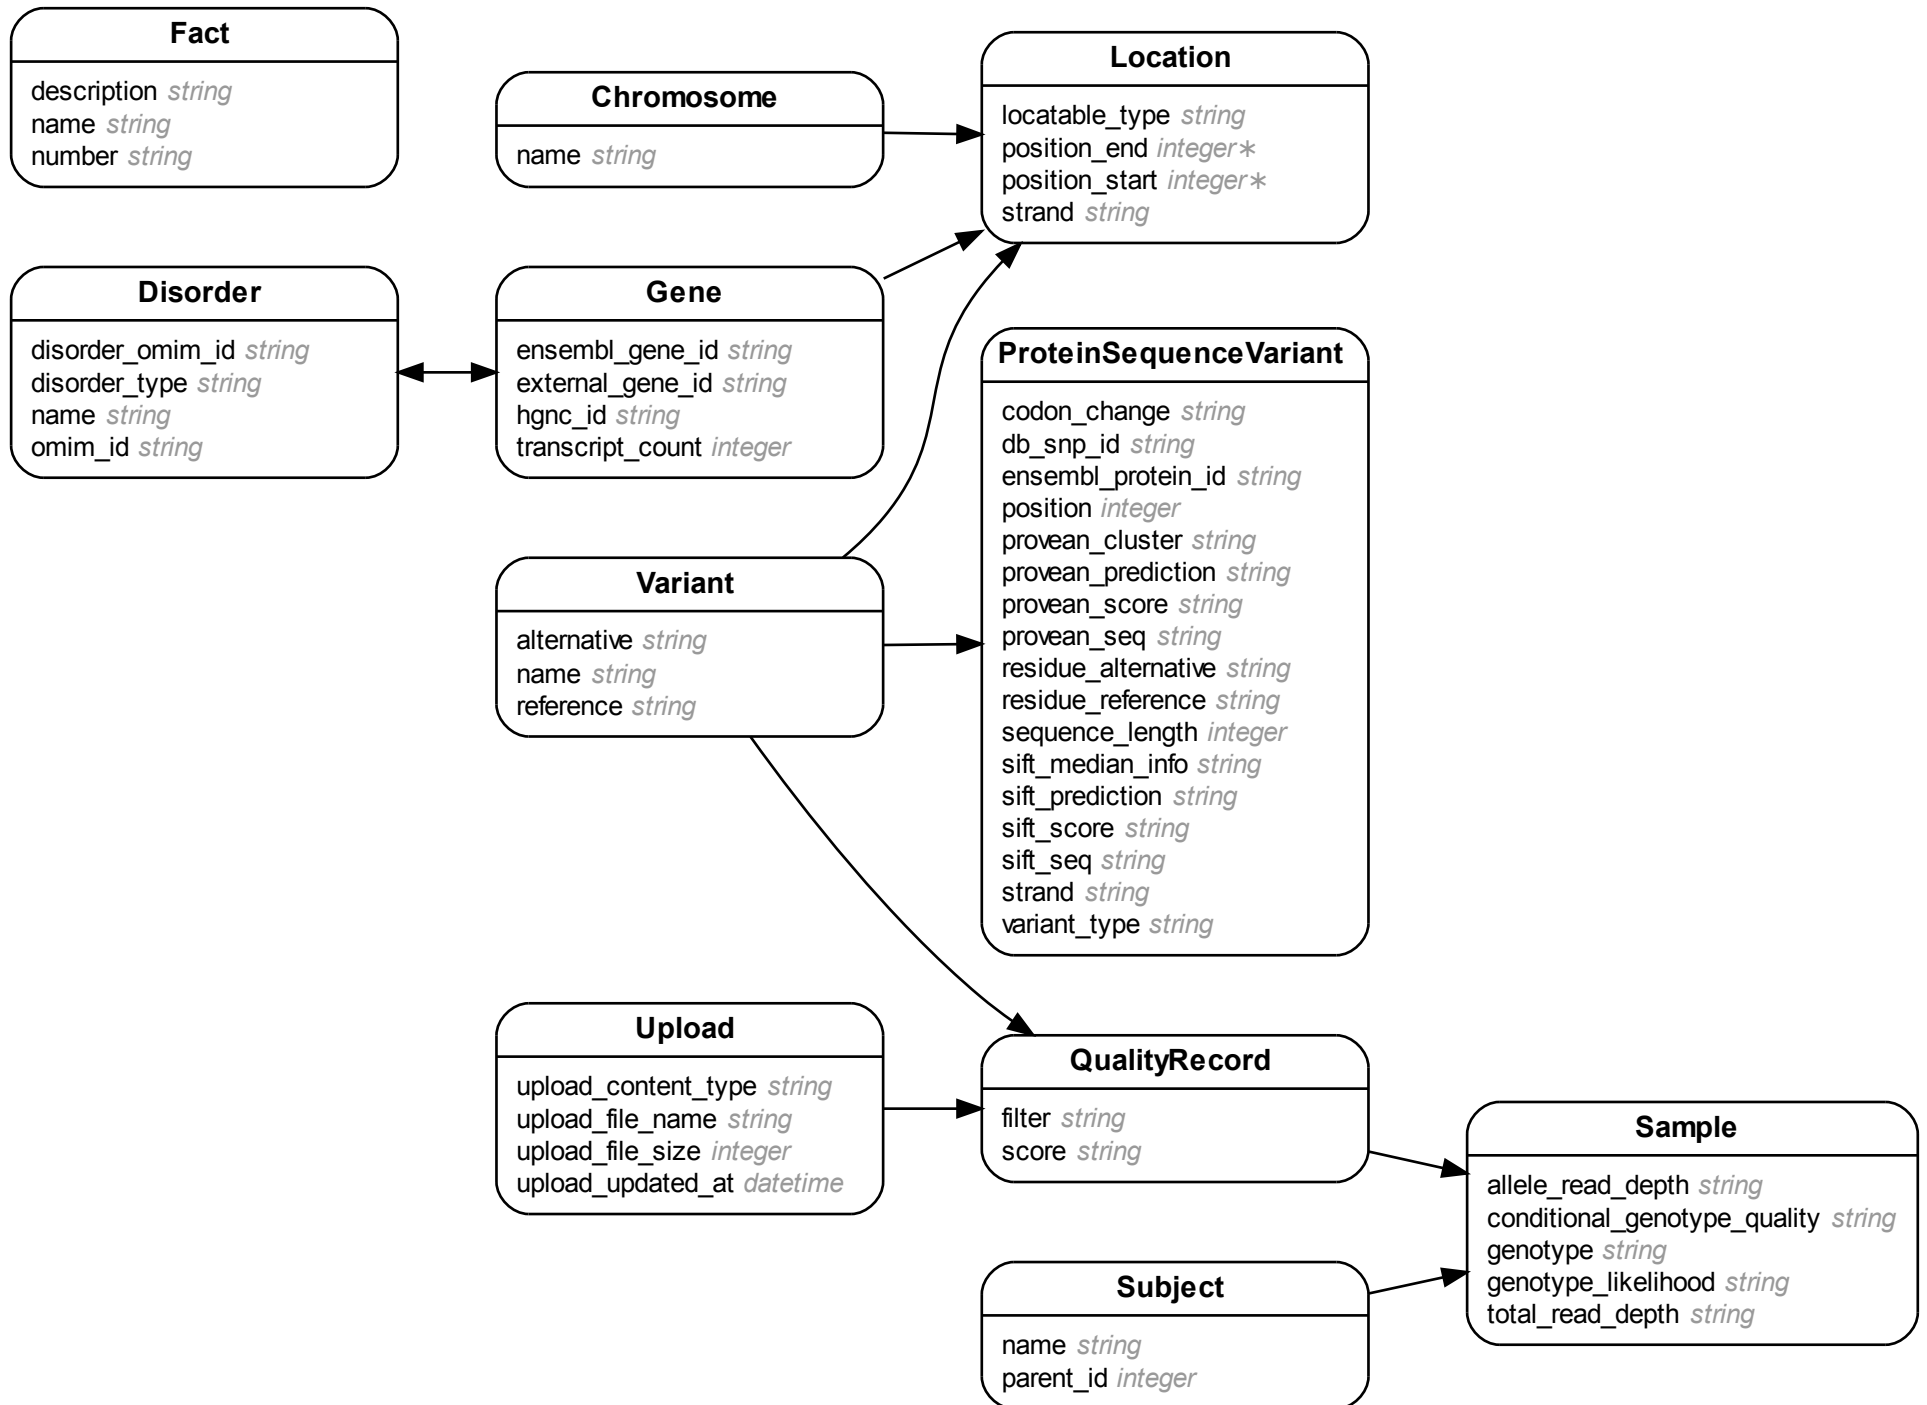 Fact
description string
name string
number string
Chromosome
name string
Location
locatable_type string
position_end integer∗
position_start integer∗
strand string
Disorder
disorder_omim_id string
disorder_type string
name string
omim_id string
Gene
ensembl_gene_id string
external_gene_id string
hgnc_id string
transcript_count integer
ProteinSequenceVariant
codon_change string
db_snp_id string
ensembl_protein_id string
position integer
provean_cluster string
provean_prediction string
provean_score string
provean_seq string
residue_alternative string
residue_reference string
sequence_length integer
sift_median_info string
sift_prediction string
sift_score string
sift_seq string
strand string
variant_type string
Variant
alternative string
name string
reference string
Upload
upload_content_type string
upload_file_name string
upload_file_size integer
upload_updated_at datetime
QualityRecord
filter string
score string
Sample
allele_read_depth string
conditional_genotype_quality string
genotype string
genotype_likelihood string
total_read_depth string
Subject
name string
parent_id integer